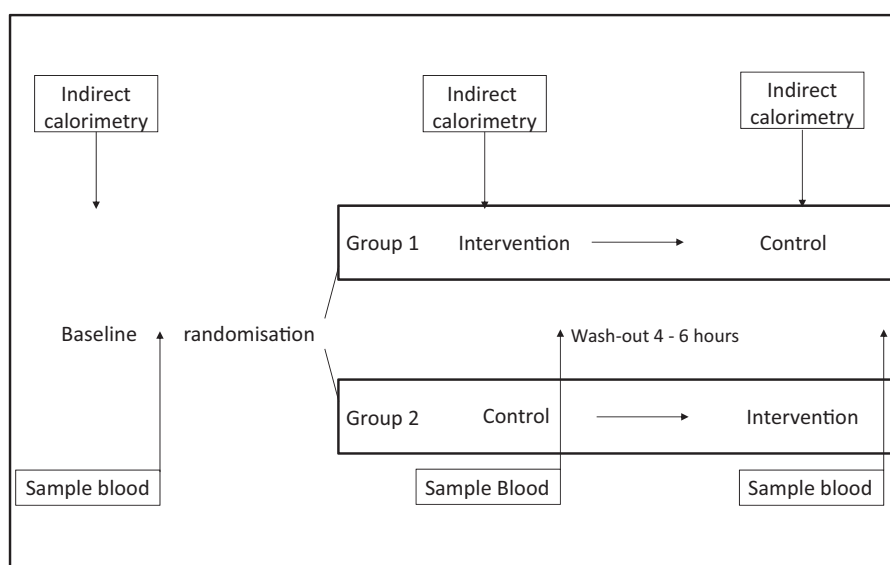 Indirect
calorimetry
Indirect
calorimetry
Indirect
calorimetry
Group 1 Intervention Control
Baseline randomisation Wash-out 4 - 6 hours
Group 2 Control Intervention
Sample blood Sample Blood Sample blood